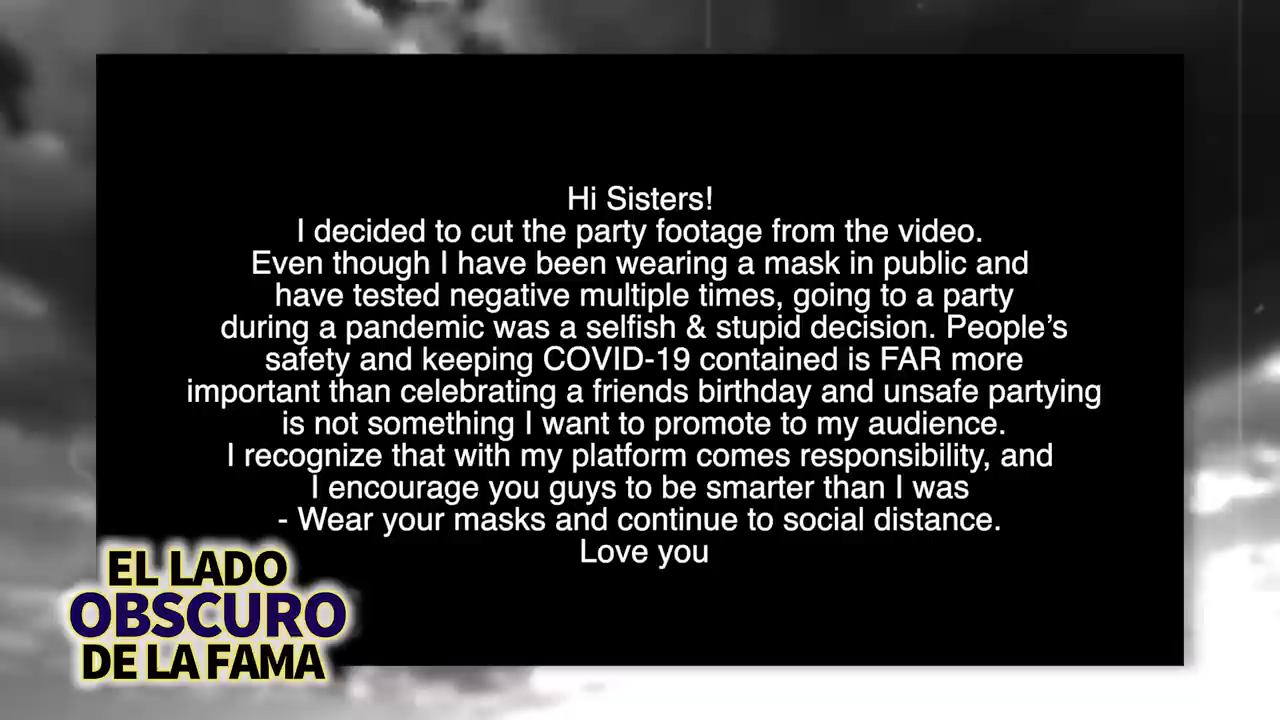 Hi Sisters!
I decided to cut the party footage from the video.
Even though I have been wearing a mask in public and
have tested negative multiple times, going to a party
during a pandemic was a selfish & stupid decision. People's
safety and keeping COVID-19 contained is FAR more
important than celebrating a friends birthday and unsafe partying
is not something I want to promote to my audience.
I recognize that with my platform comes responsibility, and
I encourage you guys to be smarter than I was
- Wear your masks and continue to social distance.
Love you
EL LADO
OBSCURO
DE LA FAMA